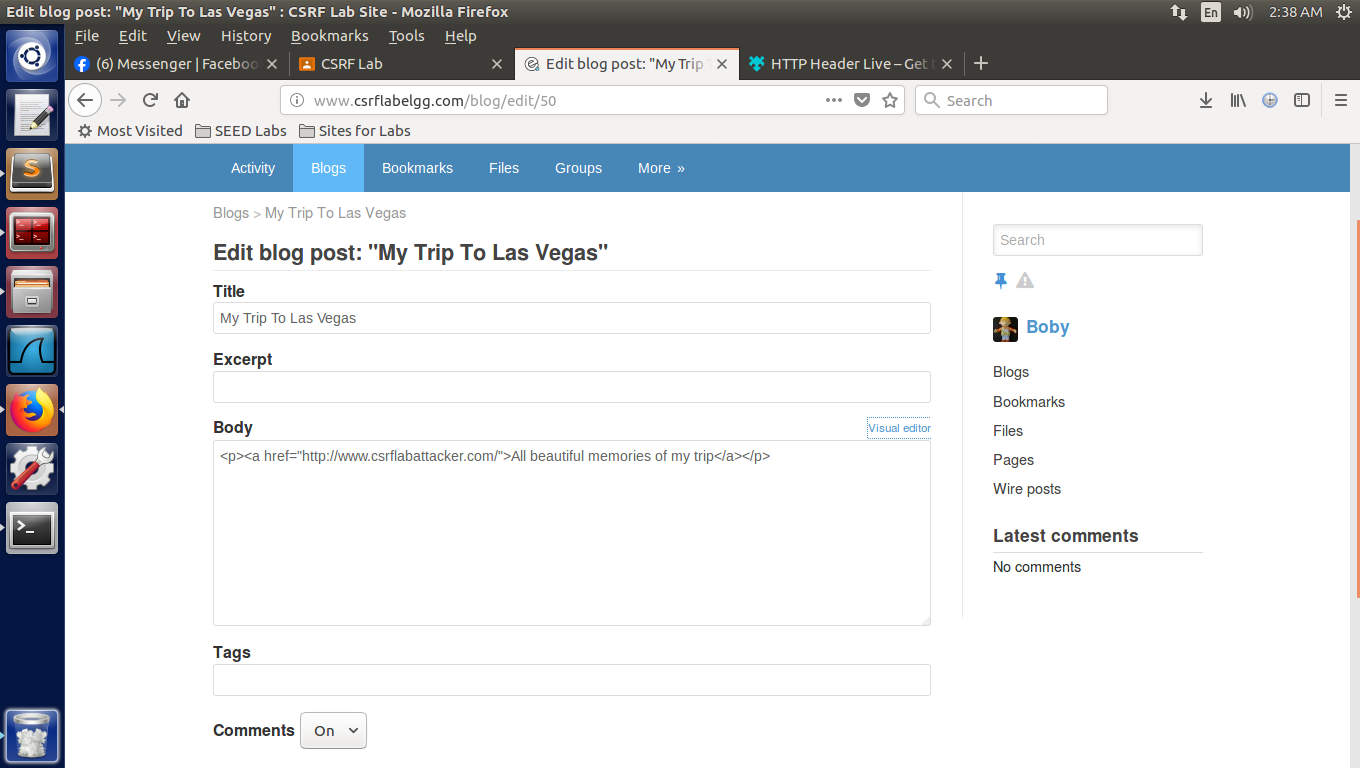 Edit blog post: "My Trip To Las Vegas" : CSRF Lab Site - Mozilla Firefox En 2:38 AM
File Edit View History Bookmarks Tools Help
(6) Messenger | Faceboo CSRF Lab Edit blog post: "My Trip HTTP Header Live – Get
www.csrflabelgg.com/blog/edit/50 Search
Most Visited SEED Labs Sites for Labs
Activity Blogs Bookmarks Files Groups More »
Blogs > My Trip To Las Vegas
Edit blog post: "My Trip To Las Vegas"
Title
My Trip To Las Vegas
Excerpt
Body Visual editor
<p><a href="http://www.csrflabattacker.com/">All beautiful memories of my trip</a></p>
Tags
Comments On
Search
Boby
Blogs
Bookmarks
Files
Pages
Wire posts
Latest comments
No comments